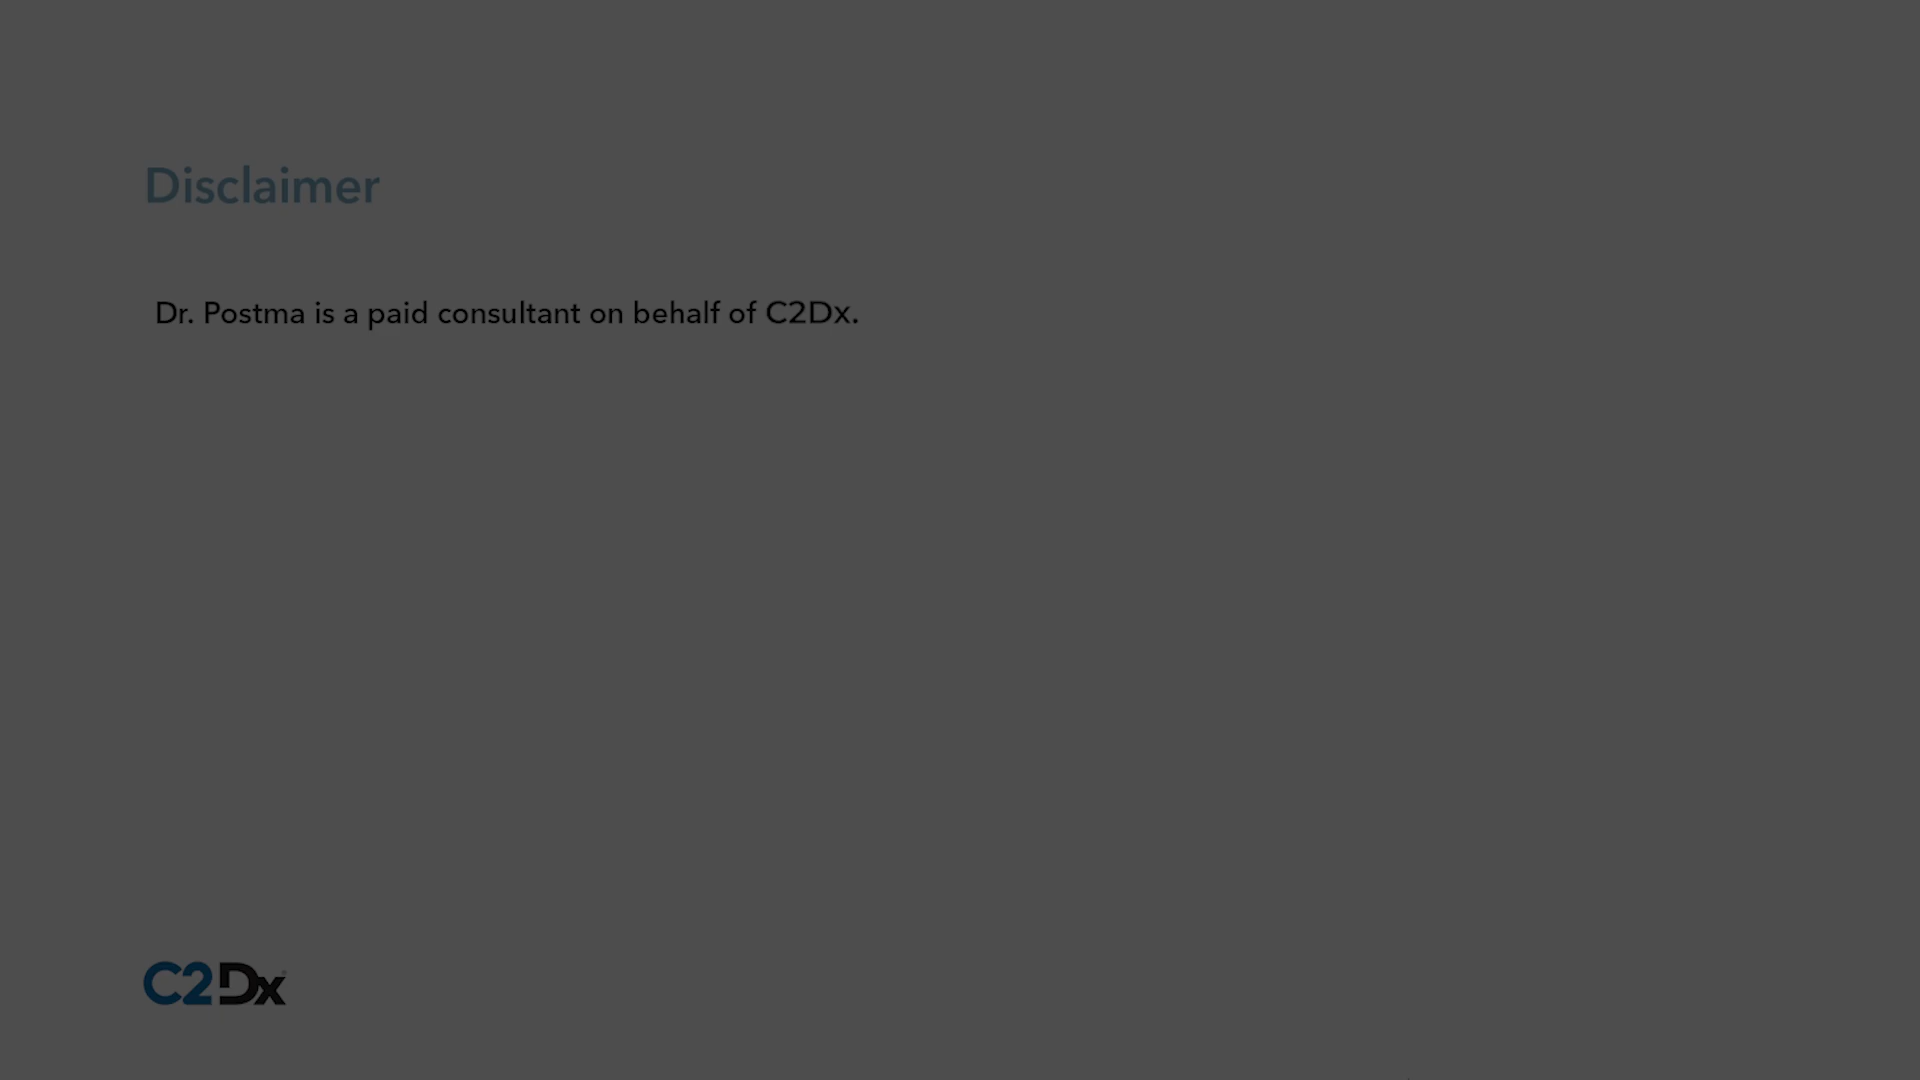 Disclaimer
Dr. Postma is a paid consultant on behalf of C2Dx.
C2Dx